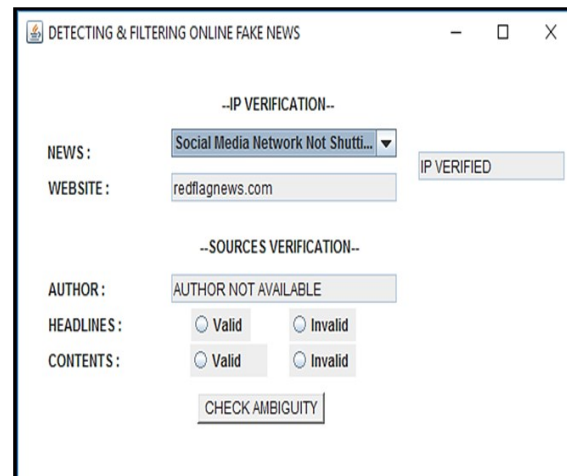 DETECTING & FILTERING ONLINE FAKE NEWS
--IP VERIFICATION--
NEWS : Social Media Network Not Shutti...
IP VERIFIED
WEBSITE : redflagnews.com
--SOURCES VERIFICATION--
AUTHOR : AUTHOR NOT AVAILABLE
HEADLINES : Valid Invalid
CONTENTS : Valid Invalid
CHECK AMBIGUITY